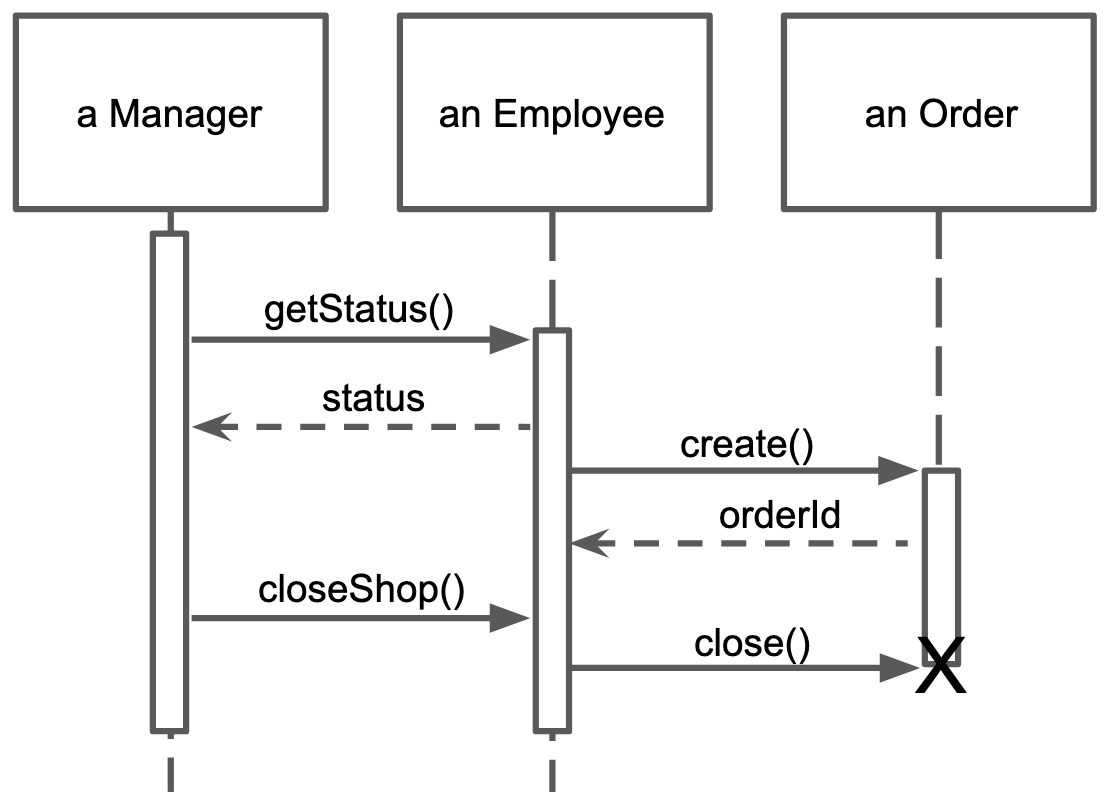 a Manager
an Employee
an Order
getStatus()
status
create()
orderId
closeShop()
close()
X